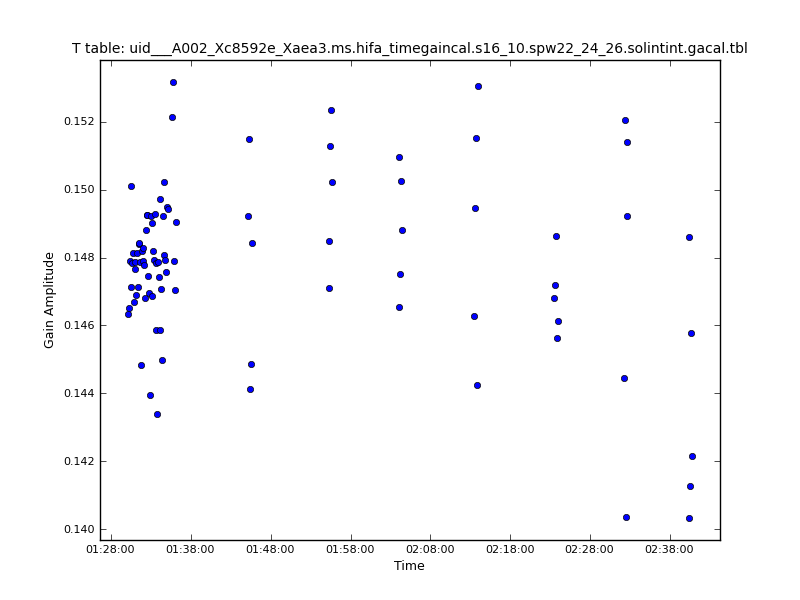 T table: uid___A002_Xc8592e_Xaea3.ms.hifa_timegaincal.s16_10.spw22_24_26.solintint.gacal.tbl
Gain Amplitude
0.152
0.150
0.148
0.146
0.144
0.142
0.140
01:28:00 01:38:00 01:48:00 01:58:00 02:08:00 02:18:00 02:28:00 02:38:00
Time